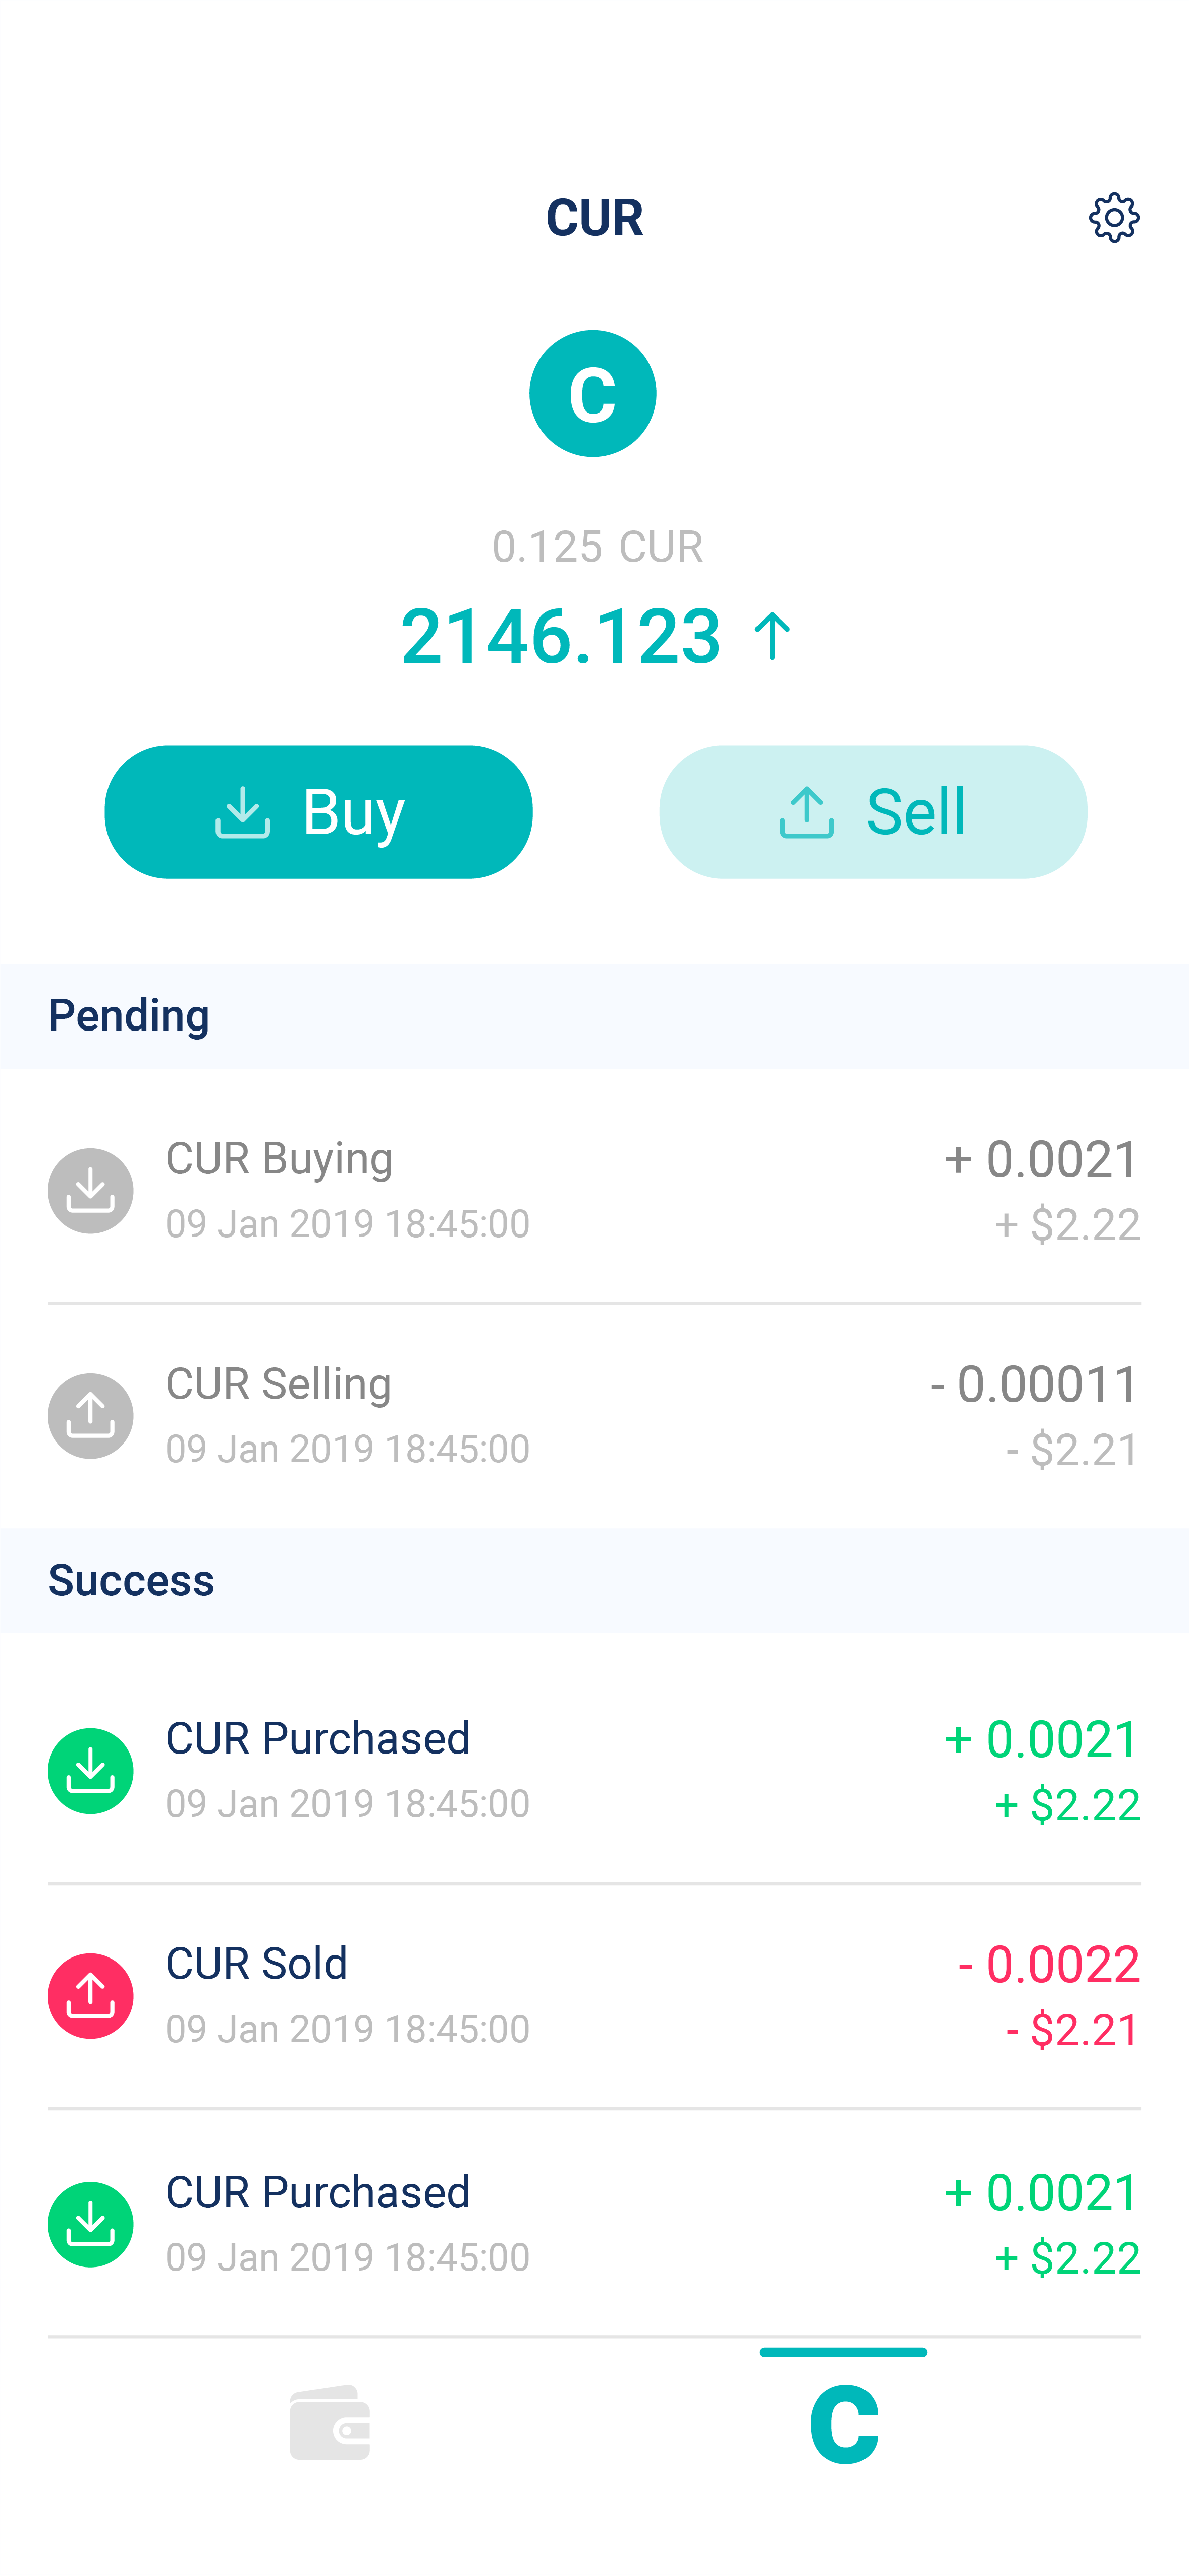 CUR
C
0.125 CUR
2146.123 ↑
Buy
Sell
Pending
CUR Buying
+ 0.0021
09 Jan 2019 18:45:00
+ $2.22
CUR Selling
- 0.00011
09 Jan 2019 18:45:00
- $2.21
Success
CUR Purchased
+ 0.0021
09 Jan 2019 18:45:00
+ $2.22
CUR Sold
- 0.0022
09 Jan 2019 18:45:00
- $2.21
CUR Purchased
+ 0.0021
09 Jan 2019 18:45:00
+ $2.22
C